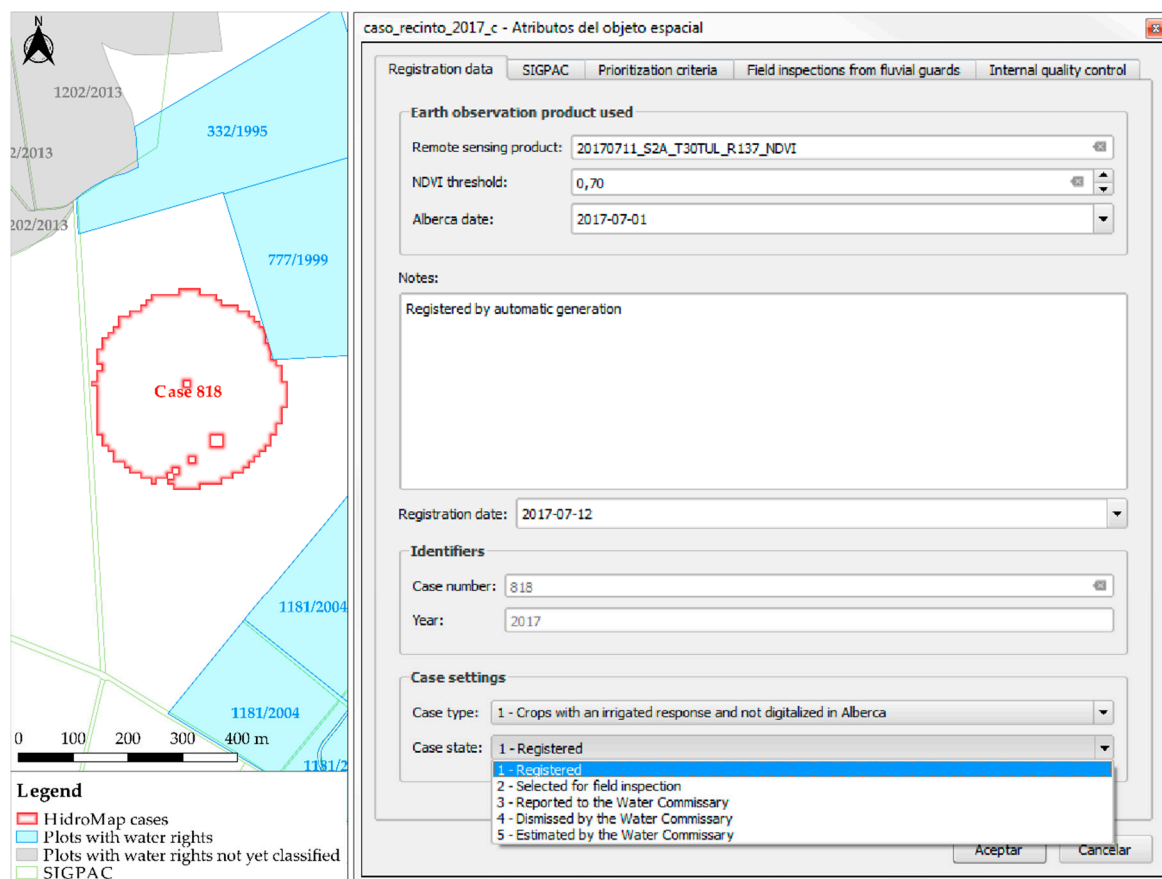 N
1202/2013
332/1995
2/2013
202/2013
777/1999
Case 818
1181/2004
1181/2004
1181/2
0 100 200 300 400 m
Legend
HidroMap cases
Plots with water rights
Plots with water rights not yet classified
SIGPAC
caso_recinto_2017_c - Atributos del objeto espacial
Registration data SIGPAC Prioritization criteria Field inspections from fluvial guards Internal quality control
Earth observation product used
Remote sensing product: 20170711_S2A_T30TUL_R137_NDVI
NDVI threshold: 0,70
Alberca date: 2017-07-01
Notes:
Registered by automatic generation
Registration date: 2017-07-12
Identifiers
Case number: 818
Year: 2017
Case settings
Case type: 1 - Crops with an irrigated response and not digitalized in Alberca
Case state: 1 - Registered
1 - Registered
2 - Selected for field inspection
3 - Reported to the Water Commissary
4 - Dismissed by the Water Commissary
5 - Estimated by the Water Commissary
Aceptar Cancelar